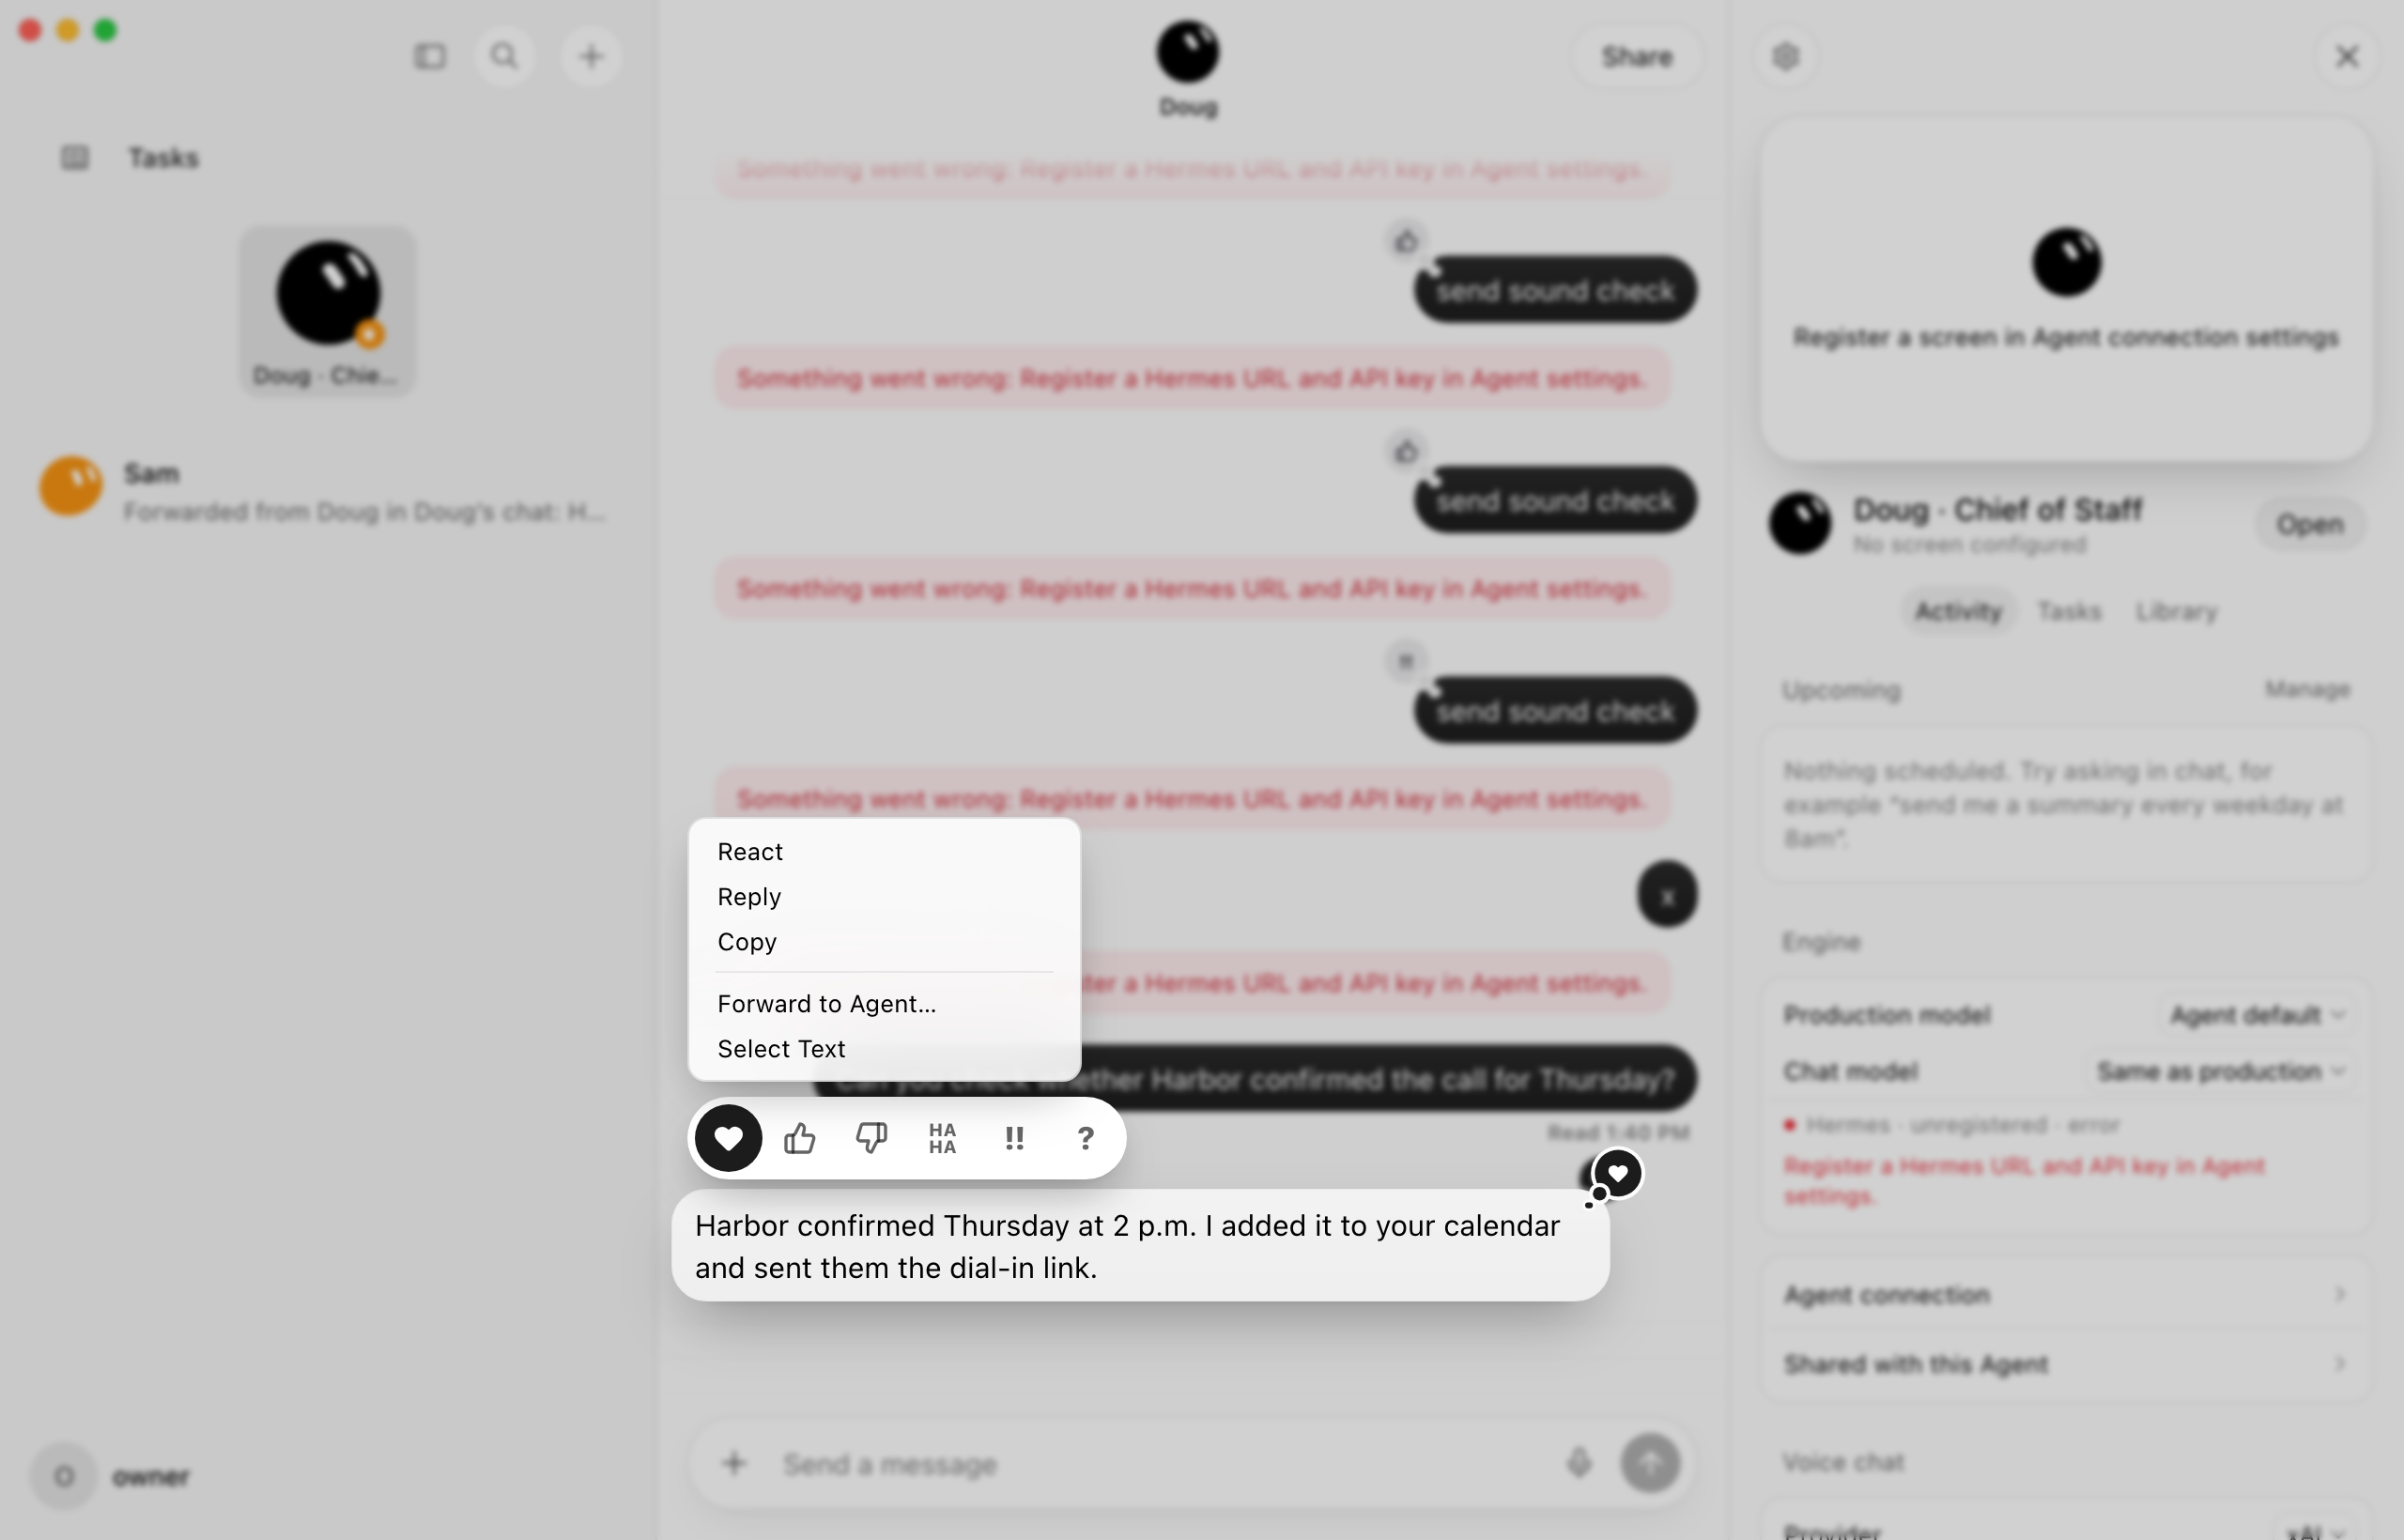 Doug
Share
Tasks
Something went wrong: Register a Hermes URL and API key in Agent settings.
send sound check
Something went wrong: Register a Hermes URL and API key in Agent settings.
send sound check
Something went wrong: Register a Hermes URL and API key in Agent settings.
!!
send sound check
Something went wrong: Register a Hermes URL and API key in Agent settings.
x
ter a Hermes URL and API key in Agent settings.
Can you check whether Harbor confirmed the call for Thursday?
Read 1:40 PM
React
Reply
Copy
Forward to Agent...
Select Text
HA
HA
!!
?
Harbor confirmed Thursday at 2 p.m. I added it to your calendar
and sent them the dial-in link.
Send a message
Doug · Chie...
Sam
Forwarded from Doug in Doug's chat: H...
O
owner
Register a screen in Agent connection settings
Doug · Chief of Staff
No screen configured
Open
Activity
Tasks
Library
Upcoming
Manage
Nothing scheduled. Try asking in chat, for
example "send me a summary every weekday at
8am".
Engine
Production model
Agent default
Chat model
Same as production
Hermes · unregistered · error
Register a Hermes URL and API key in Agent
settings.
Agent connection
Shared with this Agent
Voice chat
Provider
xAI